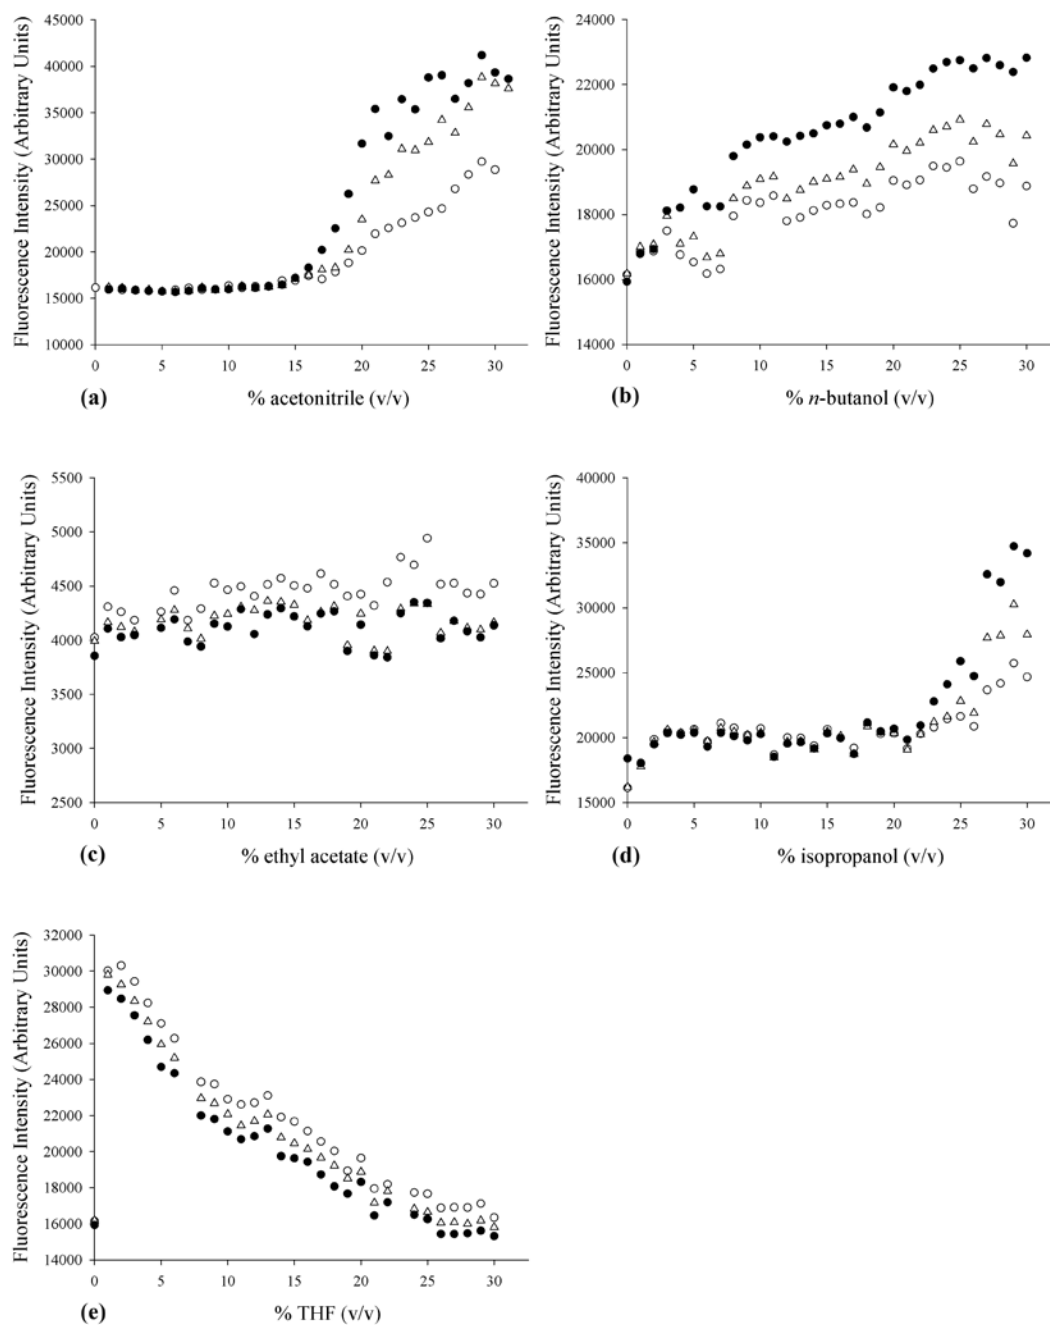 Fluorescence Intensity (Arbitrary Units)
45000
40000
35000
30000
25000
20000
15000
10000
0 5 10 15 20 25 30
(a) % acetonitrile (v/v)
Fluorescence Intensity (Arbitrary Units)
24000
22000
20000
18000
16000
14000
0 5 10 15 20 25 30
(b) % n-butanol (v/v)
Fluorescence Intensity (Arbitrary Units)
5500
5000
4500
4000
3500
3000
2500
0 5 10 15 20 25 30
(c) % ethyl acetate (v/v)
Fluorescence Intensity (Arbitrary Units)
40000
35000
30000
25000
20000
15000
0 5 10 15 20 25 30
(d) % isopropanol (v/v)
Fluorescence Intensity (Arbitrary Units)
32000
30000
28000
26000
24000
22000
20000
18000
16000
14000
0 5 10 15 20 25 30
(e) % THF (v/v)